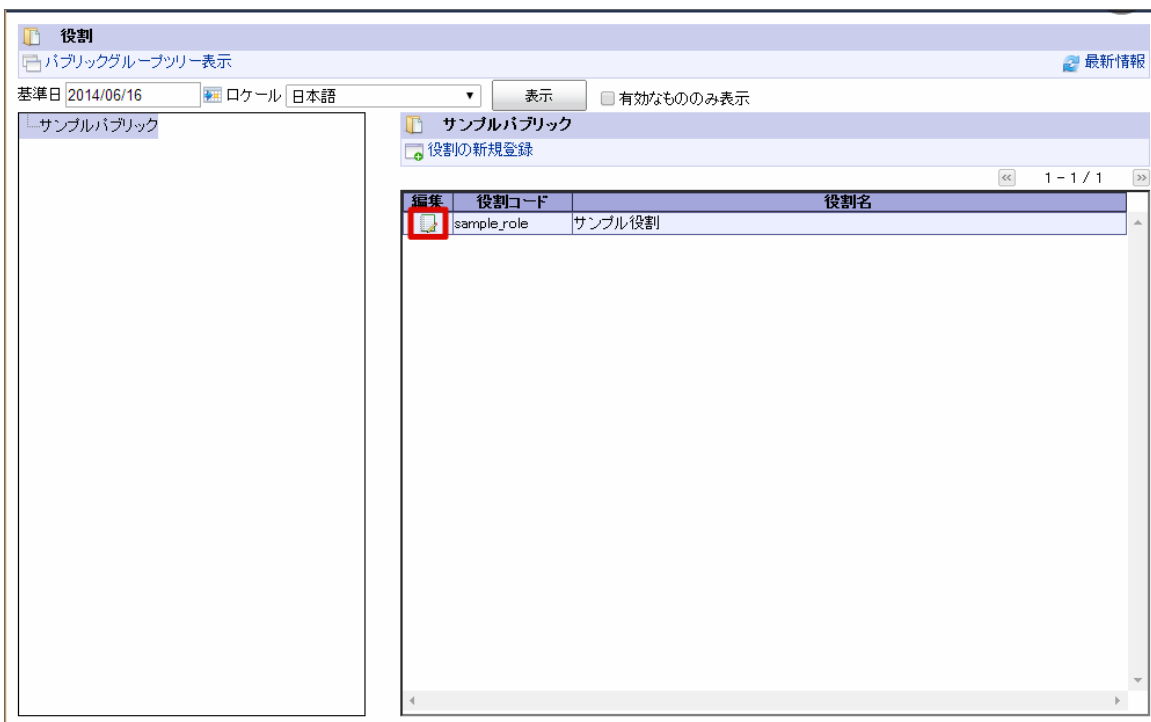 役割
パブリックグループツリー表示 最新情報
基準日 2014/06/16 ロケール 日本語 表示 有効なもののみ表示
サンプルパブリック
サンプルパブリック
役割の新規登録
1 - 1 / 1
編集 役割コード 役割名
sample_role サンプル役割